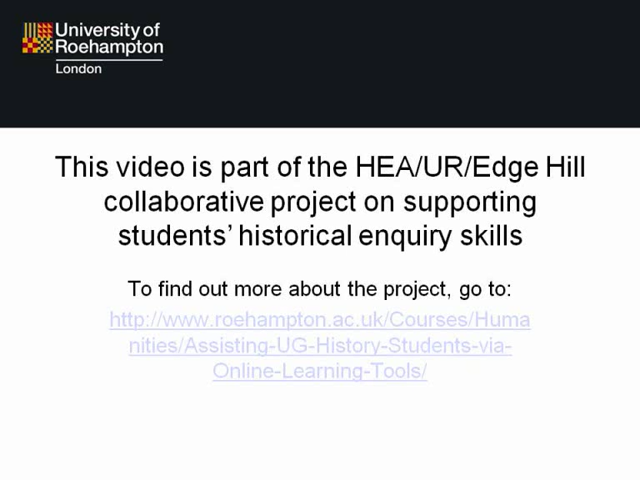 University of
Roehampton
London
This video is part of the HEA/UR/Edge Hill
collaborative project on supporting
students’ historical enquiry skills
To find out more about the project, go to:
http://www.roehampton.ac.uk/Courses/Huma
nities/Assisting-UG-History-Students-via-
Online-Learning-Tools/